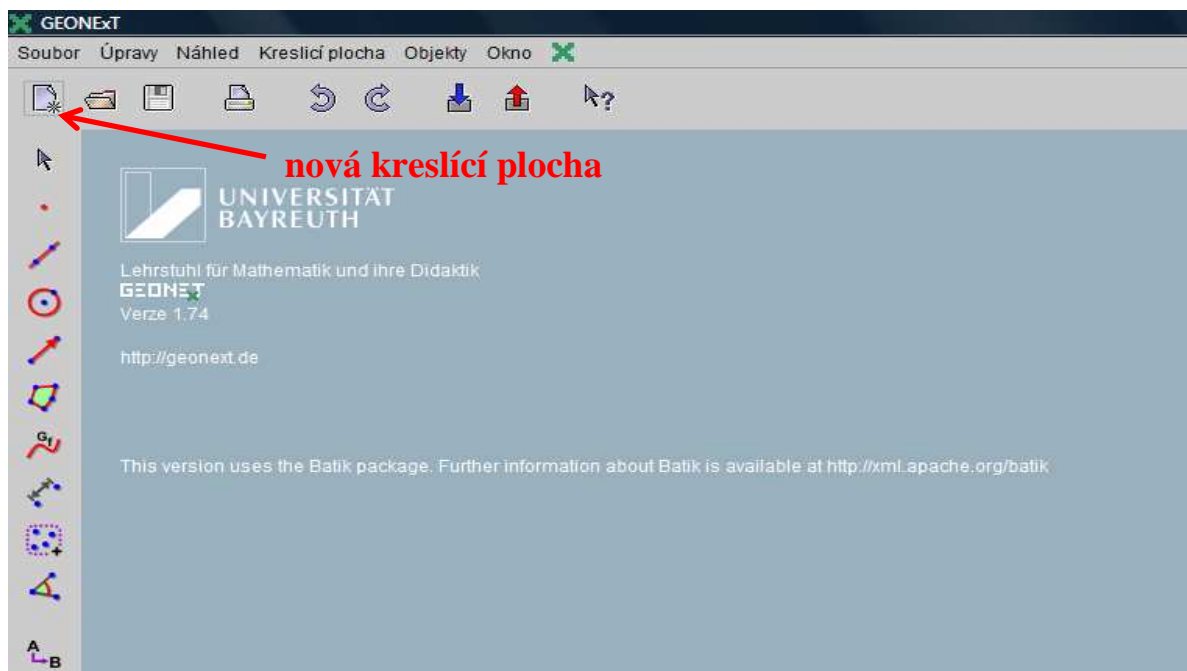 GEONExT
Soubor Úpravy Náhled Kreslicí plocha Objekty Okno
nová kreslící plocha
UNIVERSITÄT
BAYREUTH
Lehrstuhl für Mathematik und ihre Didaktik
GEONExT
Verze 1.74
http://geonext.de
This version uses the Batik package. Further information about Batik is available at http://xml.apache.org/batik
Gf
A
B